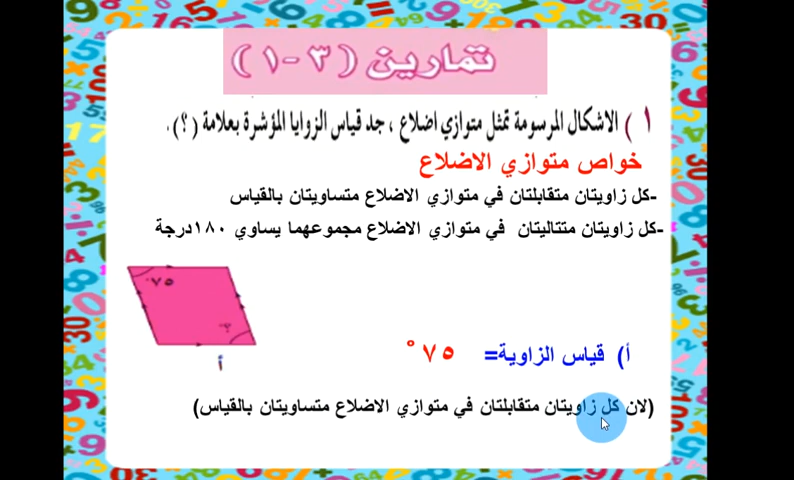 تمارين ( ٣ - ١ )
١ ) الاشكال المرسومة تمثل متوازي اضلاع ، جد قياس الزوايا المؤشرة بعلامة ( ؟ ) .
خواص متوازي الاضلاع
-كل زاويتان متقابلتان في متوازي الاضلاع متساويتان بالقياس
-كل زاويتان متتاليتان في متوازي الاضلاع مجموعهما يساوي ١٨٠درجة
٧٥°
؟
أ
أ) قياس الزاوية= ٧٥°
(لان كل زاويتان متقابلتان في متوازي الاضلاع متساويتان بالقياس)